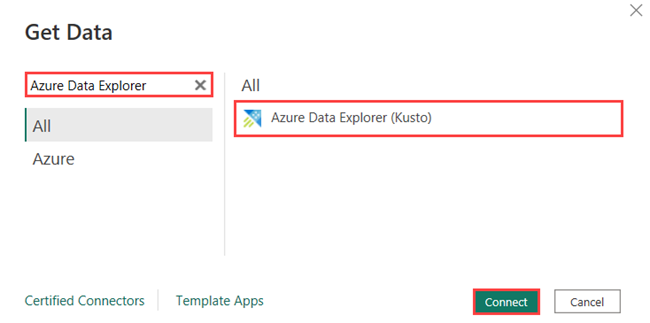 Get Data
Azure Data Explorer
All
Azure
All
Azure Data Explorer (Kusto)
Certified Connectors
Template Apps
Connect
Cancel